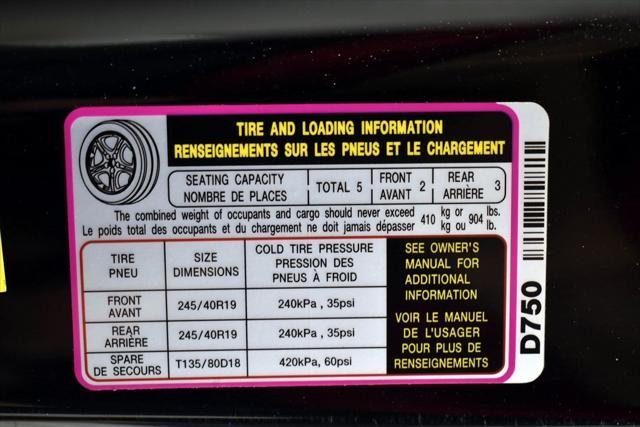 TIRE AND LOADING INFORMATION
RENSEIGNEMENTS SUR LES PNEUS ET LE CHARGEMENT
SEATING CAPACITY
NOMBRE DE PLACES
TOTAL 5
FRONT
AVANT 2
REAR
ARRIÈRE 3
The combined weight of occupants and cargo should never exceed 410 kg or 904 lbs.
Le poids total des occupants et du chargement ne doit jamais dépasser kg ou lb.
TIRE
PNEU
SIZE
DIMENSIONS
COLD TIRE PRESSURE
PRESSION DES
PNEUS À FROID
FRONT
AVANT
245/40R19
240kPa , 35psi
REAR
ARRIÈRE
245/40R19
240kPa , 35psi
SPARE
DE SECOURS
T135/80D18
420kPa, 60psi
SEE OWNER'S
MANUAL FOR
ADDITIONAL
INFORMATION
VOIR LE MANUEL
DE L'USAGER
POUR PLUS DE
RENSEIGNEMENTS
D750